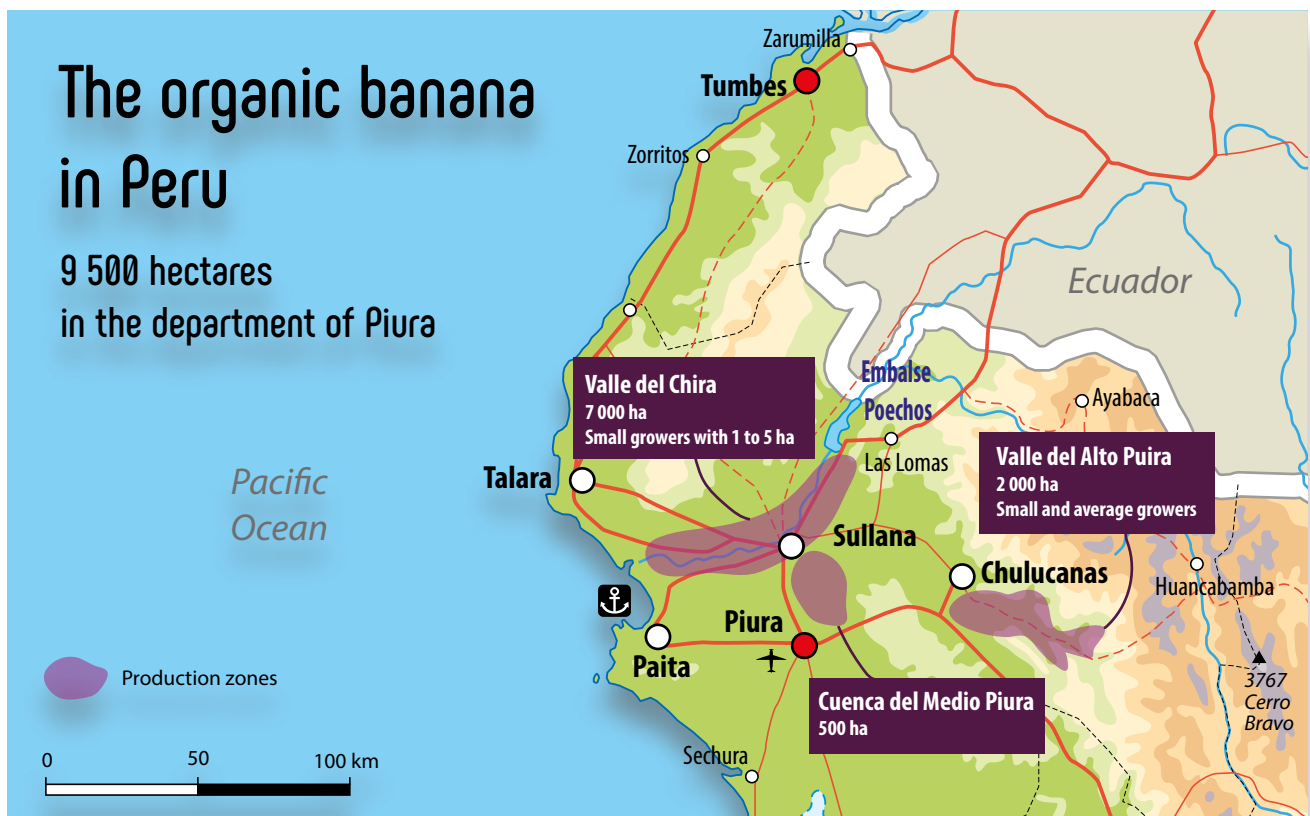 The organic banana
in Peru
9 500 hectares
in the department of Piura
Zarumilla
Tumbes
Zorritos
Ecuador
Embalse
Poechos
Valle del Chira
7 000 ha
Small growers with 1 to 5 ha
Ayabaca
Las Lomas
Valle del Alto Puira
2 000 ha
Small and average growers
Talara
Pacific
Ocean
Sullana
Chulucanas
Huancabamba
Piura
Paita
Production zones
3767
Cerro
Bravo
Cuenca del Medio Piura
500 ha
Sechura
0 50 100 km